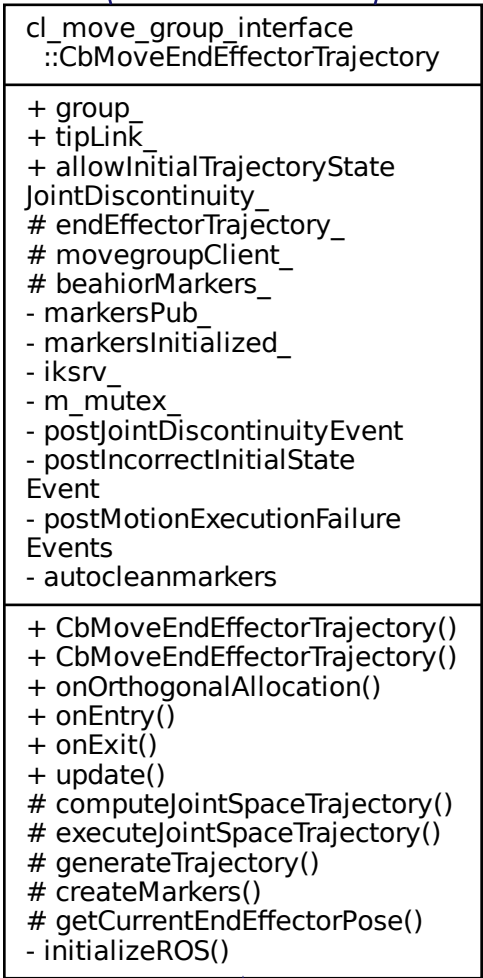 cl_move_group_interface
::CbMoveEndEffectorTrajectory
+ group_
+ tipLink_
+ allowInitialTrajectoryState
JointDiscontinuity_
# endEffectorTrajectory_
# movegroupClient_
# beahiorMarkers_
- markersPub_
- markersInitialized_
- iksrv_
- m_mutex_
- postJointDiscontinuityEvent
- postIncorrectInitialState
Event
- postMotionExecutionFailure
Events
- autocleanmarkers
+ CbMoveEndEffectorTrajectory()
+ CbMoveEndEffectorTrajectory()
+ onOrthogonalAllocation()
+ onEntry()
+ onExit()
+ update()
# computeJointSpaceTrajectory()
# executeJointSpaceTrajectory()
# generateTrajectory()
# createMarkers()
# getCurrentEndEffectorPose()
- initializeROS()